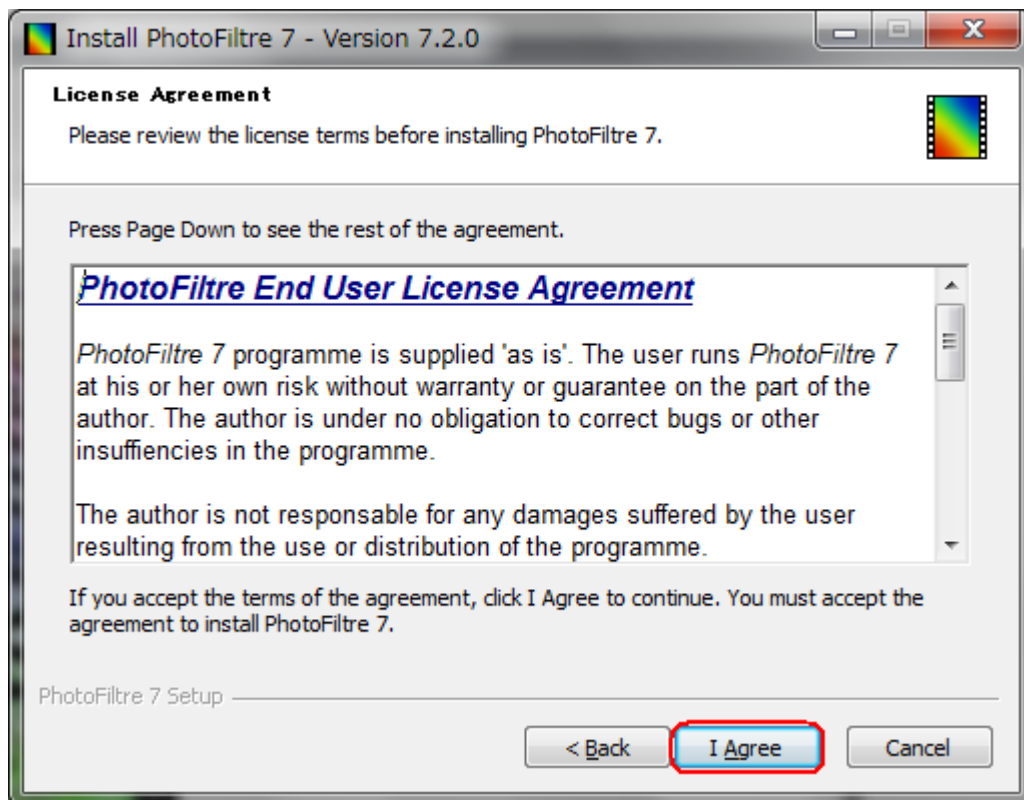 Install PhotoFiltre 7 - Version 7.2.0
License Agreement
Please review the license terms before installing PhotoFiltre 7.
Press Page Down to see the rest of the agreement.
PhotoFiltre End User License Agreement
PhotoFiltre 7 programme is supplied 'as is'. The user runs PhotoFiltre 7
at his or her own risk without warranty or guarantee on the part of the
author. The author is under no obligation to correct bugs or other
insuffiencies in the programme.
The author is not responsable for any damages suffered by the user
resulting from the use or distribution of the programme.
If you accept the terms of the agreement, click I Agree to continue. You must accept the
agreement to install PhotoFiltre 7.
PhotoFiltre 7 Setup
< Back
I Agree
Cancel